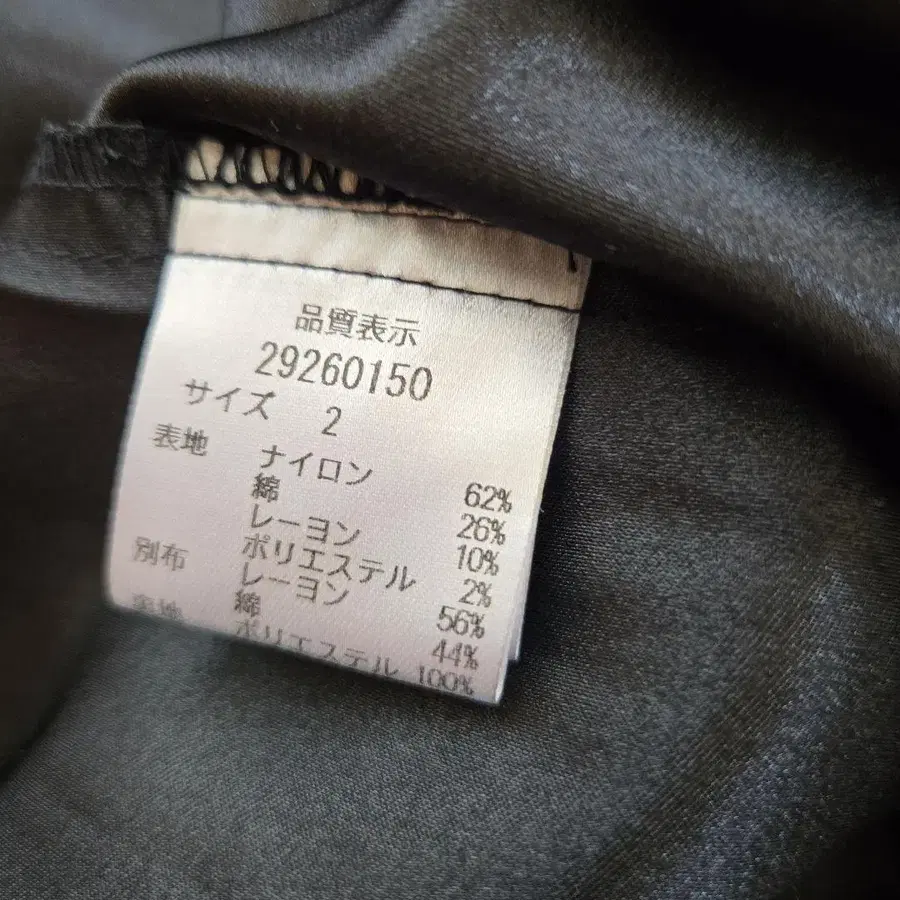 品質表示
29260150
サイズ 2
表地 ナイロン 62%
綿 26%
レーヨン 10%
ポリエステル 2%
別布 レーヨン 56%
綿 44%
裏地 ポリエステル 100%